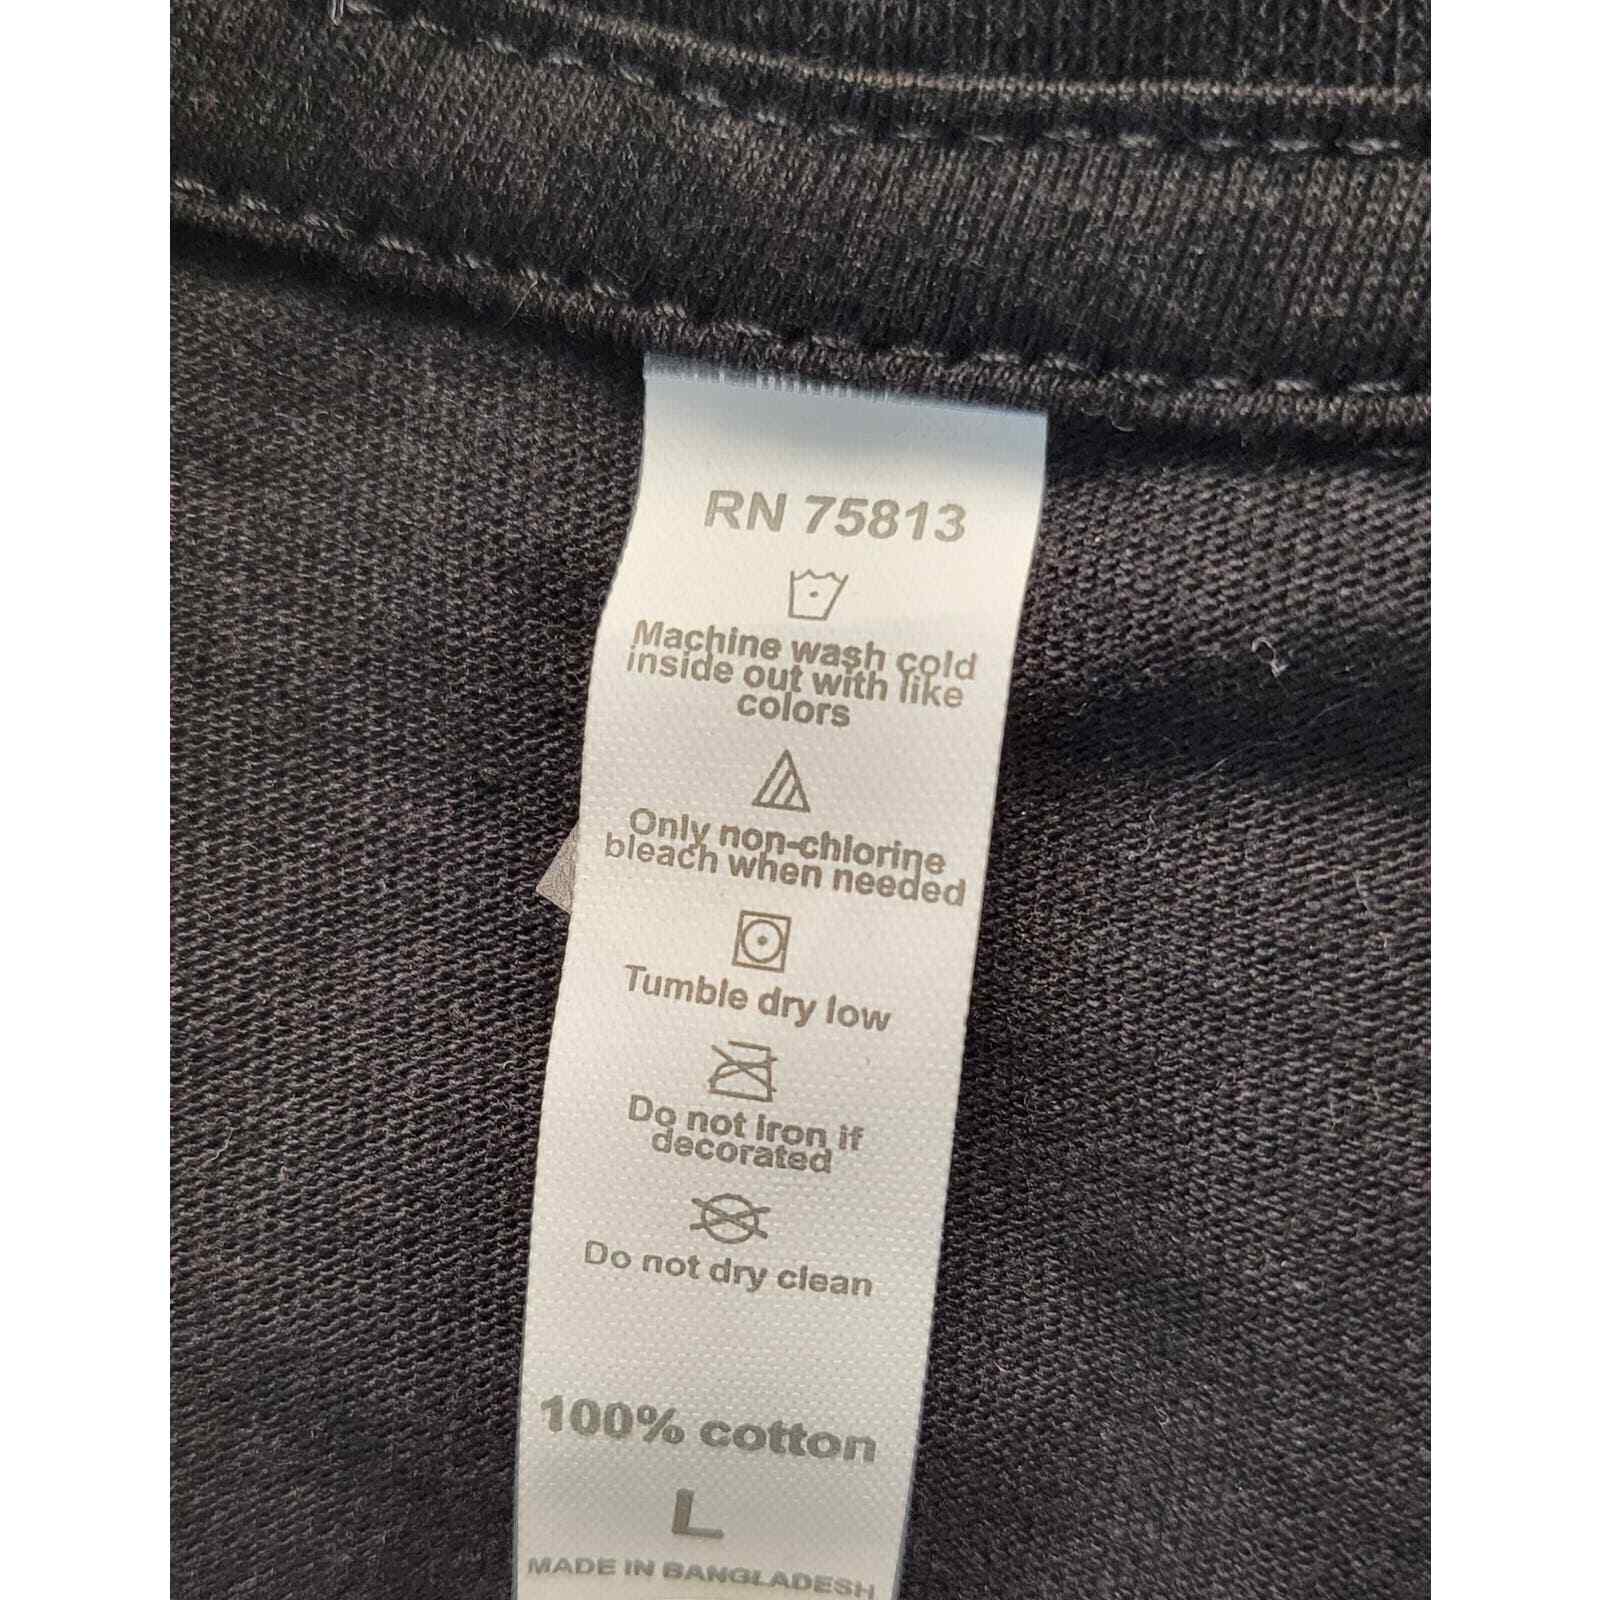 RN 75813
Machine wash cold
inside out with like
colors
Only non-chlorine
bleach when needed
Tumble dry low
Do not iron if
decorated
Do not dry clean
100% cotton
L
MADE IN BANGLADESH